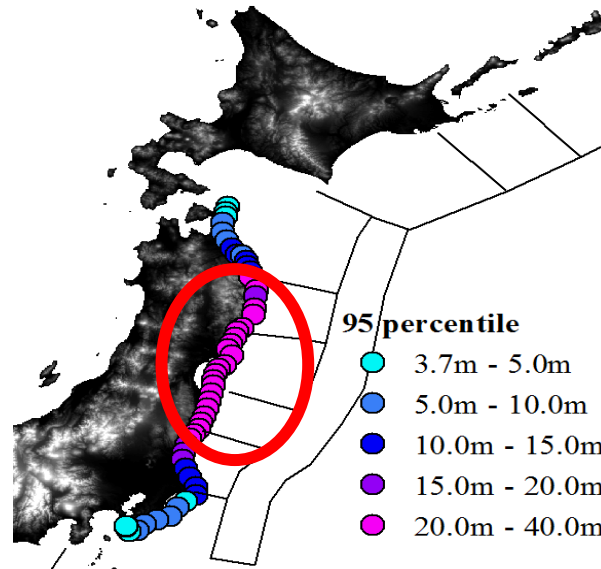 95 percentile
3.7m - 5.0m
5.0m - 10.0m
10.0m - 15.0m
15.0m - 20.0m
20.0m - 40.0m